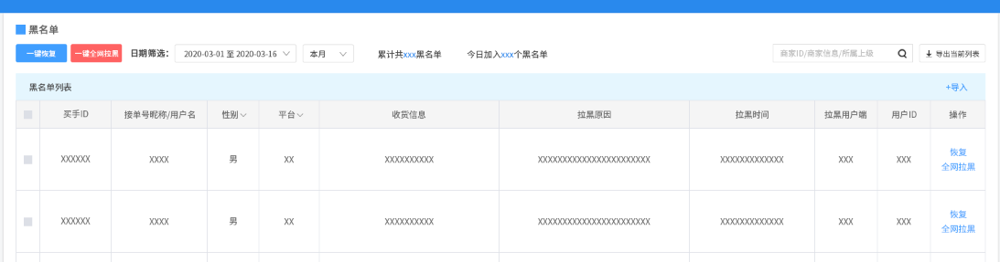 黑名单
一键恢复 一键全网拉黑 日期筛选： 2020-03-01 至 2020-03-16 本月 累计共xxx黑名单 今日加入xxx个黑名单 商家ID/商家信息/所属上级 导出当前列表
黑名单列表 +导入
买手ID 接单号昵称/用户名 性别 平台 收货信息 拉黑原因 拉黑时间 拉黑用户端 用户ID 操作
XXXXXX XXXX 男 XX XXXXXXXXXX XXXXXXXXXXXXXXXXXXXXXXX XXXXXXXXXXXXX XXX XXX 恢复
全网拉黑
XXXXXX XXXX 男 XX XXXXXXXXXX XXXXXXXXXXXXXXXXXXXXXXX XXXXXXXXXXXXX XXX XXX 恢复
全网拉黑